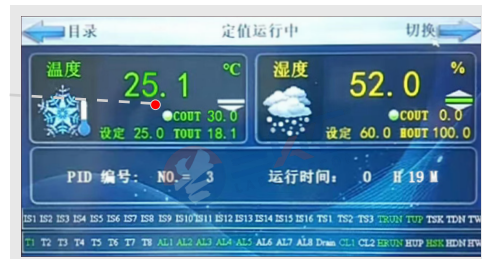 目录 定值运行中 切换
温度 ℃ 湿度 %
25.1 52.0
COUT 30.0 COUT 0.0
设定 25.0 TOUT 18.1 设定 60.0 HOUT 100.0
PID 编号: NO.= 3 运行时间: 0 H 19 M
IS1 IS2 IS3 IS4 IS5 IS6 IS7 IS8 IS9 IS10 IS11 IS12 IS13 IS14 IS15 IS16 TS1 TS2 TS3 TRUN TUP TSK TDN
T1 T2 T3 T4 T5 T6 T7 T8 AL1 AL2 AL3 AL4 AL5 AL6 AL7 AL8 Drain CL1 CL2 HRUN HUP HSK HDN